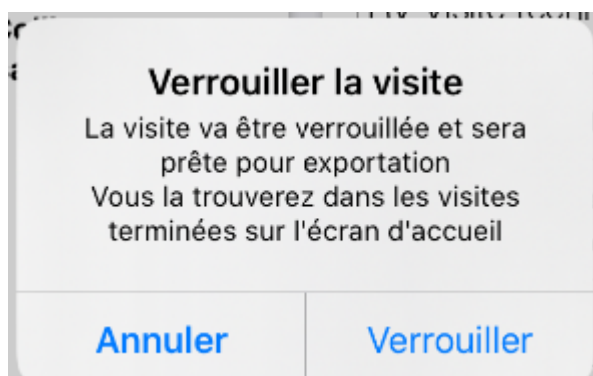 Verrouiller la visite
La visite va être verrouillée et sera
prête pour exportation
Vous la trouverez dans les visites
terminées sur l'écran d'accueil
Annuler
Verrouiller